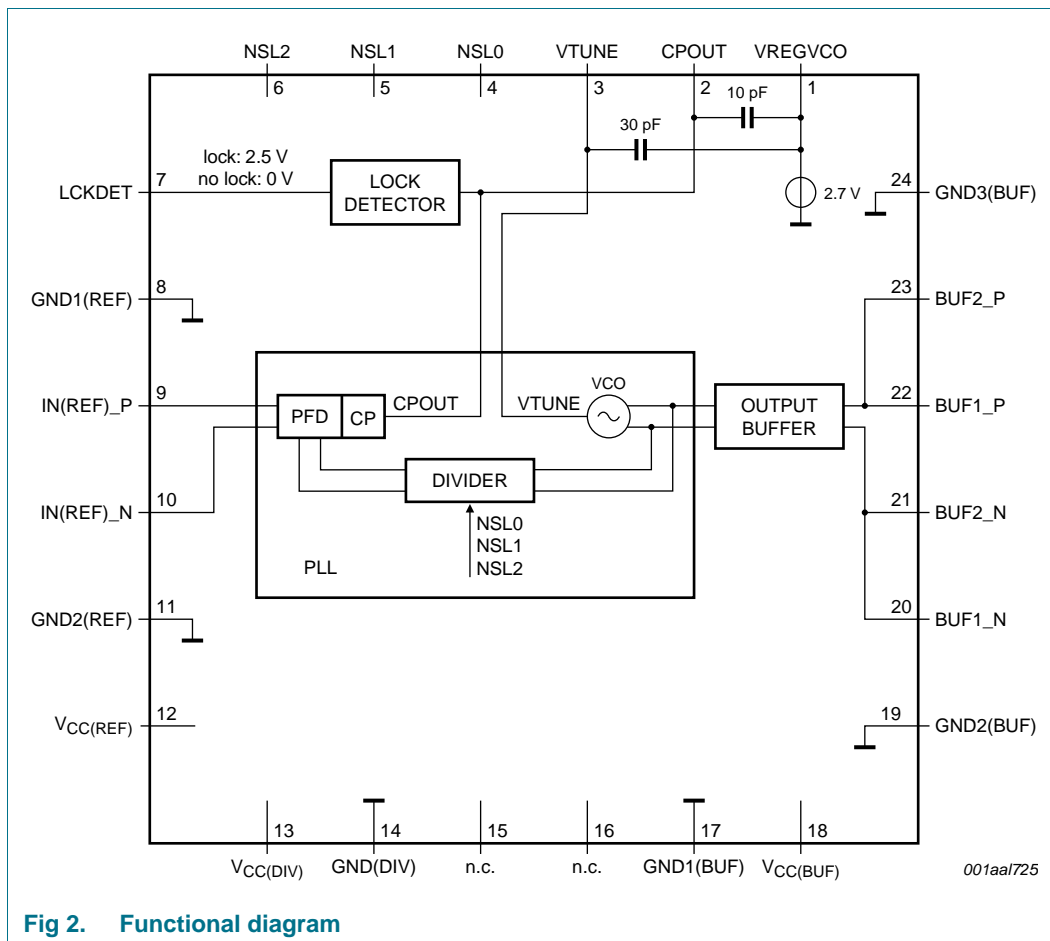 NSL2 NSL1 NSL0 VTUNE CPOUT VREGVCO
6 5 4 3 2 1
10 pF
30 pF
lock: 2.5 V
no lock: 0 V
LCKDET 7
LOCK
DETECTOR
2.7 V
24 GND3(BUF)
GND1(REF) 8
23 BUF2_P
IN(REF)_P 9
PFD CP CPOUT
VTUNE VCO
OUTPUT
BUFFER
22 BUF1_P
DIVIDER
IN(REF)_N 10
21 BUF2_N
NSL0
NSL1
NSL2
PLL
GND2(REF) 11
20 BUF1_N
VCC(REF) 12
19 GND2(BUF)
13 14 15 16 17 18
VCC(DIV) GND(DIV) n.c. n.c. GND1(BUF) VCC(BUF)
001aal725
Fig 2. Functional diagram